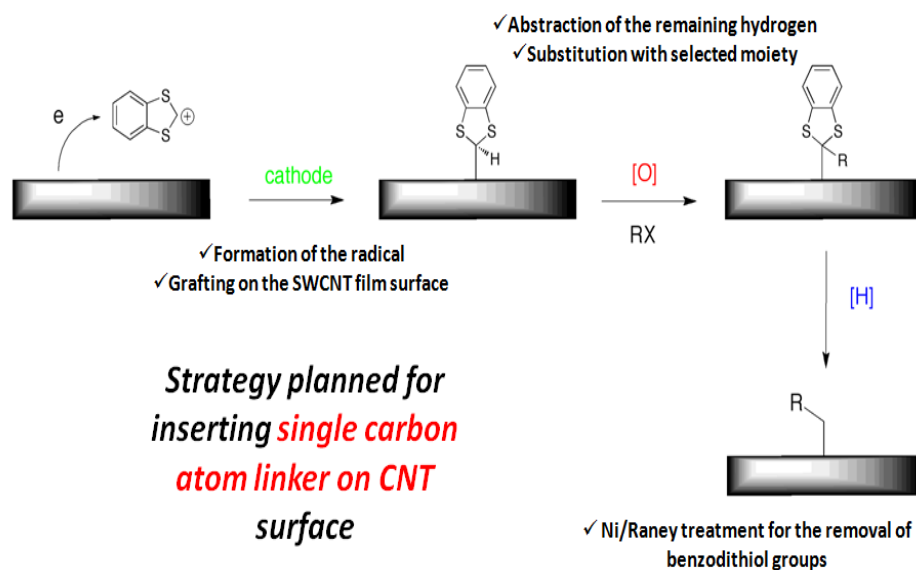 ✓Abstraction of the remaining hydrogen
✓Substitution with selected moiety
e
S
S
+
S
S
H
S
S
R
cathode
[O]
RX
✓Formation of the radical
✓Grafting on the SWCNT film surface
[H]
Strategy planned for
inserting single carbon
atom linker on CNT
surface
R
✓ Ni/Raney treatment for the removal of
benzodithiol groups